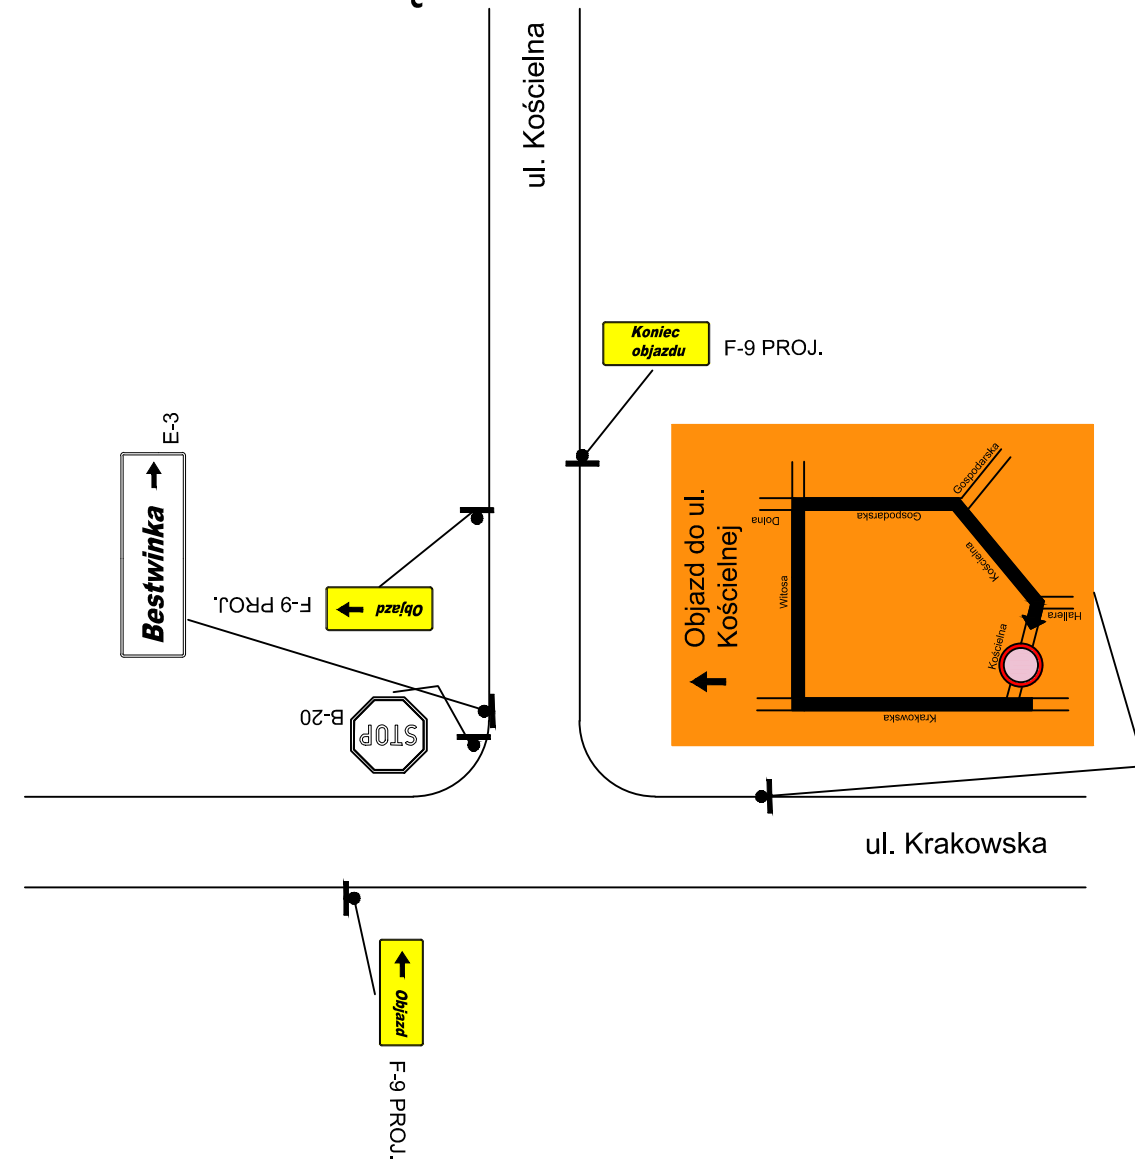 ul. Kościelna
Koniec
objazdu
F-9 PROJ.
E-3
Bestwinka
F-9 PROJ.
Objazd
B-20
STOP
Objazd do ul.
Kościelnej
Gospodarska
Dolna
Gospodarska
Kościelna
Witosa
Hallera
Kościelna
Krakowska
ul. Krakowska
Objazd
F-9 PROJ.